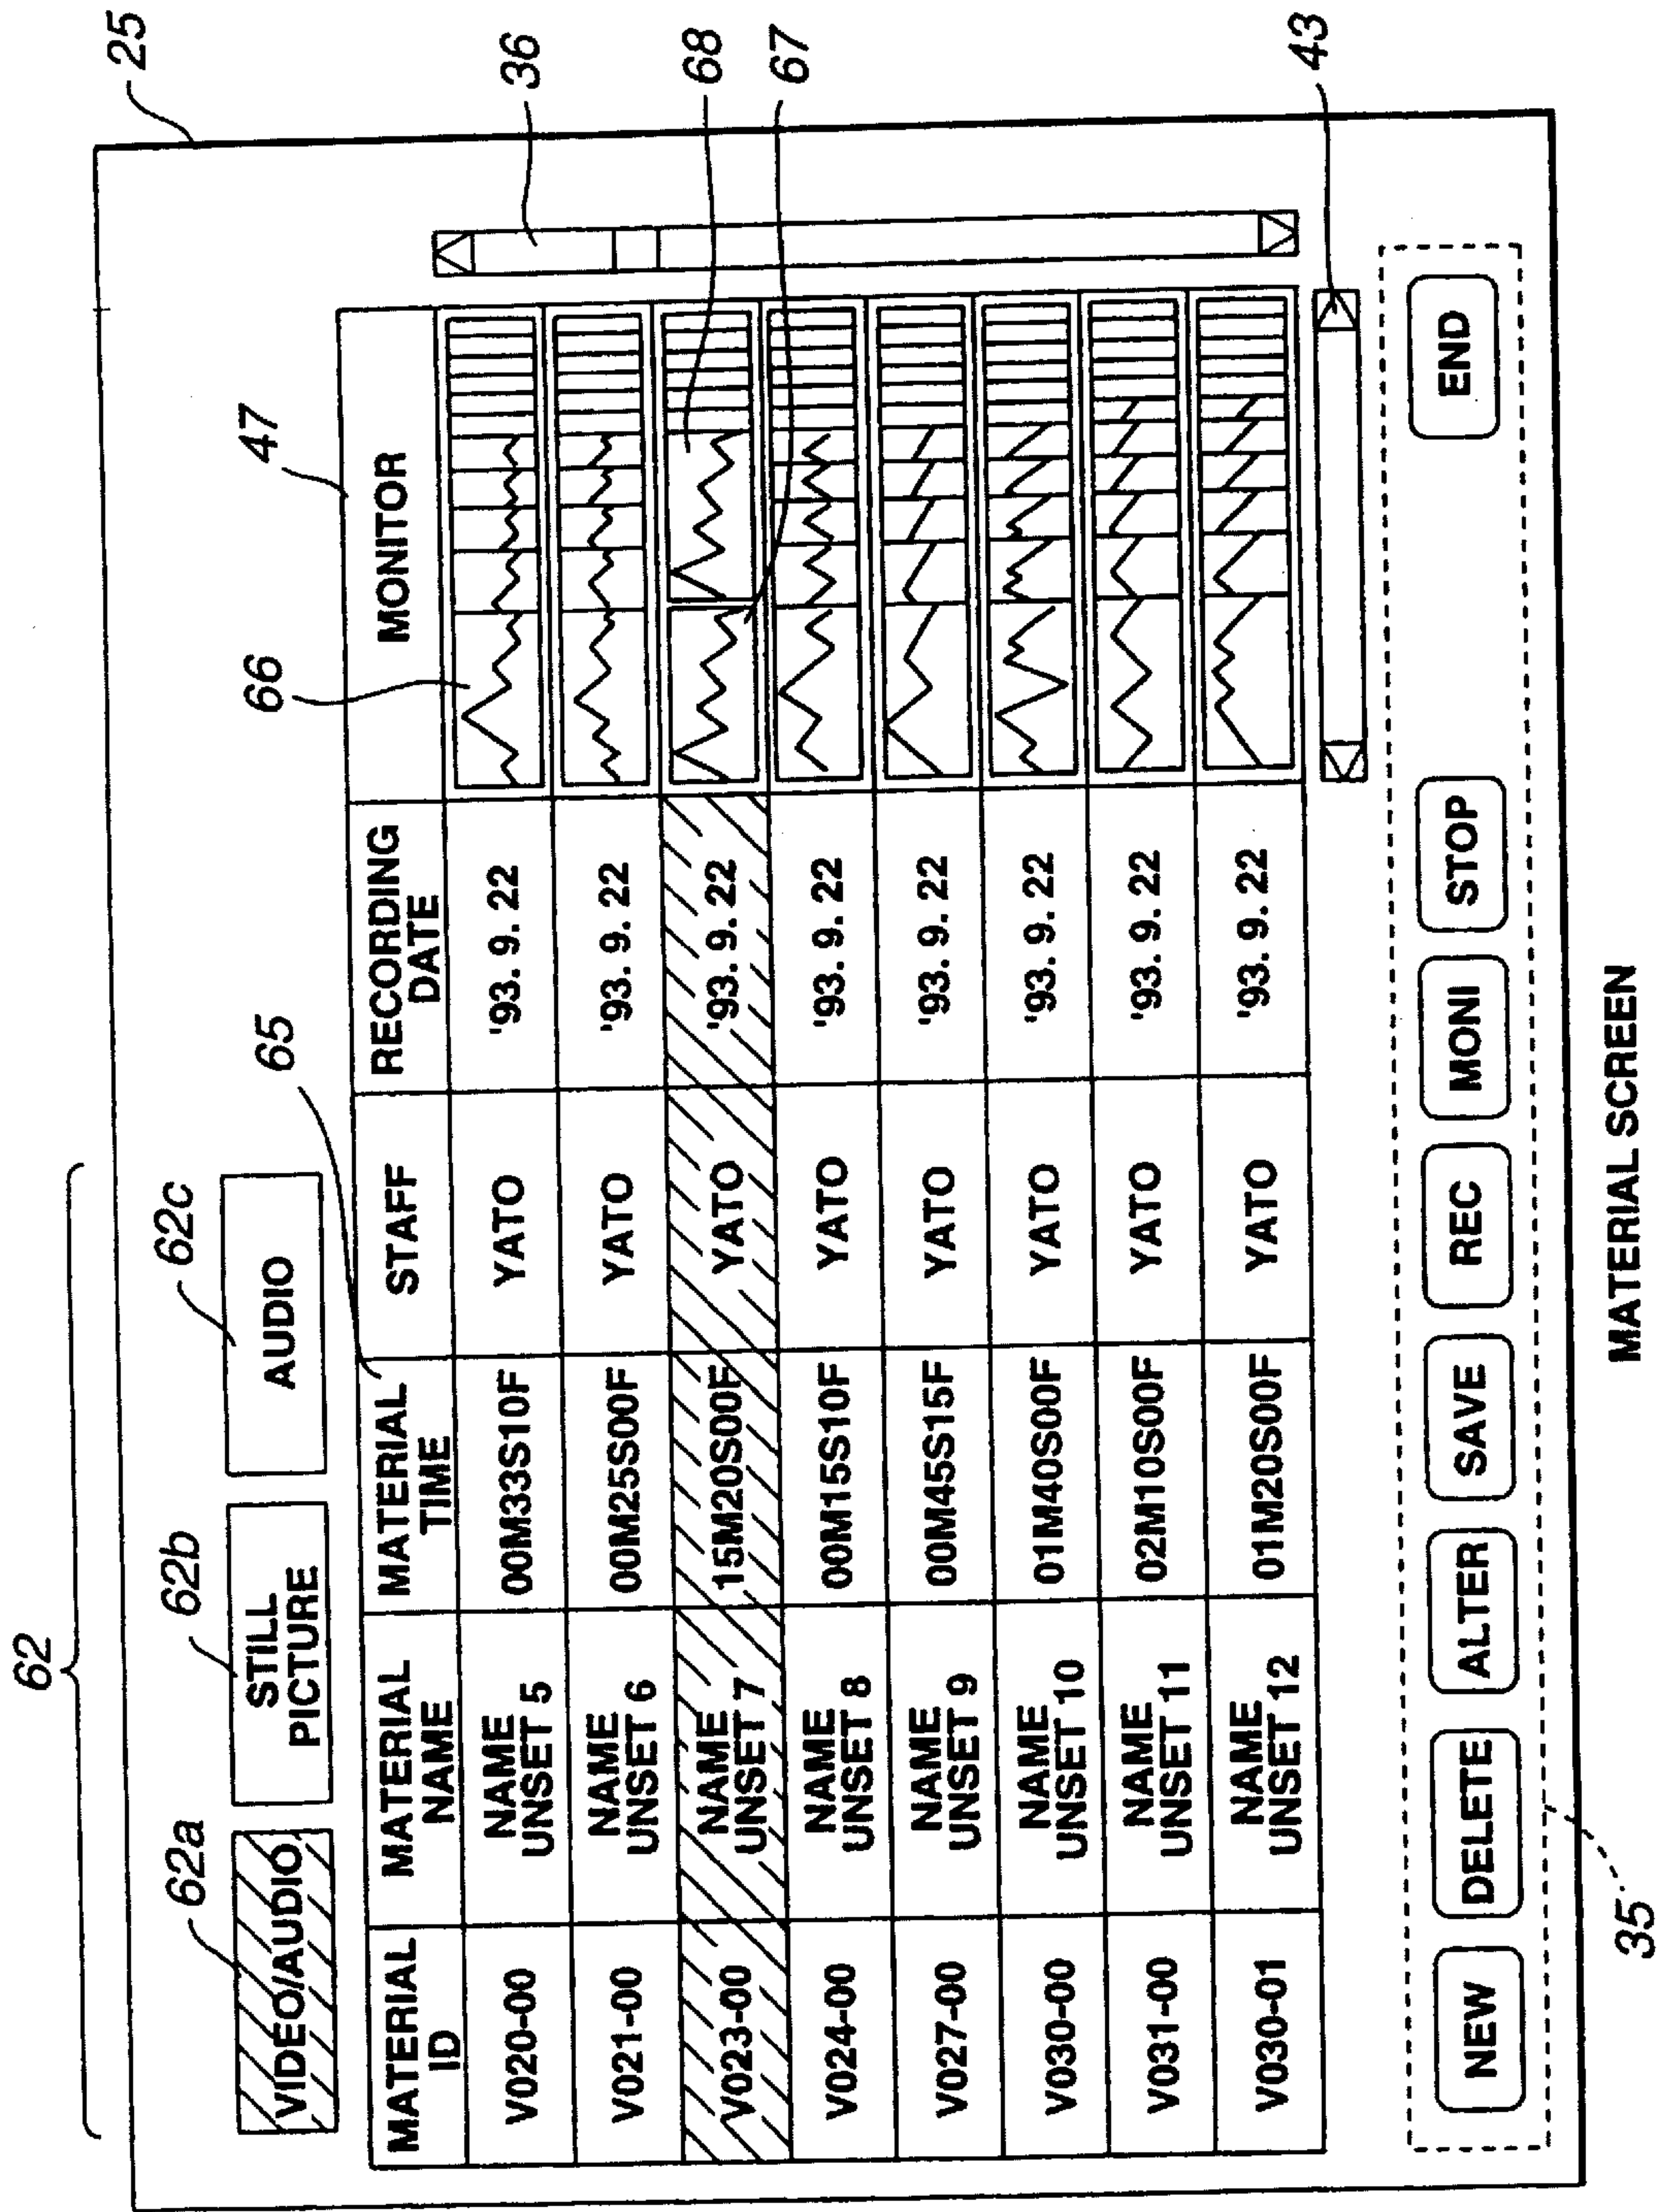 62
62a
62b
62c
65
66
47
25
36
68
67
43
VIDEO/AUDIO
STILL
PICTURE
AUDIO
MATERIAL
ID
MATERIAL
NAME
MATERIAL
TIME
STAFF
RECORDING
DATE
MONITOR
V020-00
NAME
UNSET 5
00M33S10F
YATO
'93. 9. 22
V021-00
NAME
UNSET 6
00M25S00F
YATO
'93. 9. 22
V023-00
NAME
UNSET 7
15M20S00F
YATO
'93. 9. 22
V024-00
NAME
UNSET 8
00M15S10F
YATO
'93. 9. 22
V027-00
NAME
UNSET 9
00M45S15F
YATO
'93. 9. 22
V030-00
NAME
UNSET 10
01M40S00F
YATO
'93. 9. 22
V031-00
NAME
UNSET 11
02M10S00F
YATO
'93. 9. 22
V030-01
NAME
UNSET 12
01M20S00F
YATO
'93. 9. 22
NEW
DELETE
ALTER
SAVE
REC
MONI
STOP
END
35
MATERIAL SCREEN